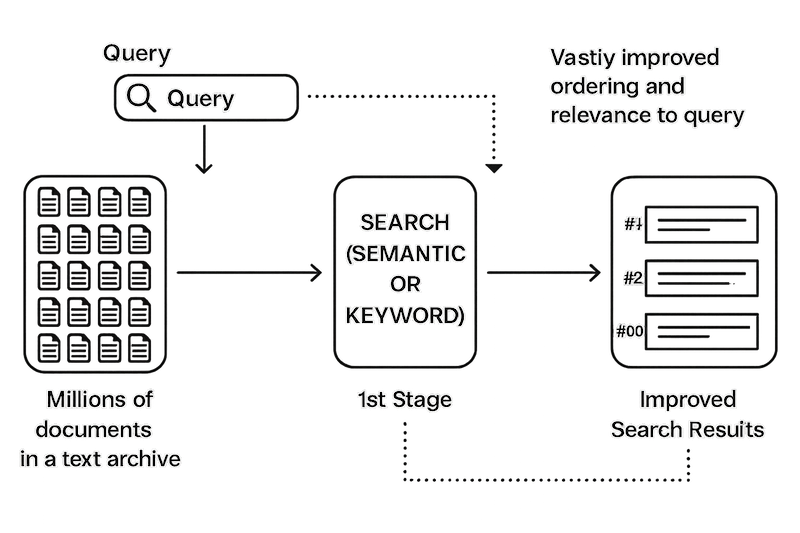 Query
Query
Vastiy improved
ordering and
relevance to query
SEARCH
(SEMANTIC
OR
KEYWORD)
#1
#2
#00
Millions of
documents
in a text archive
1st Stage
Improved
Search Results